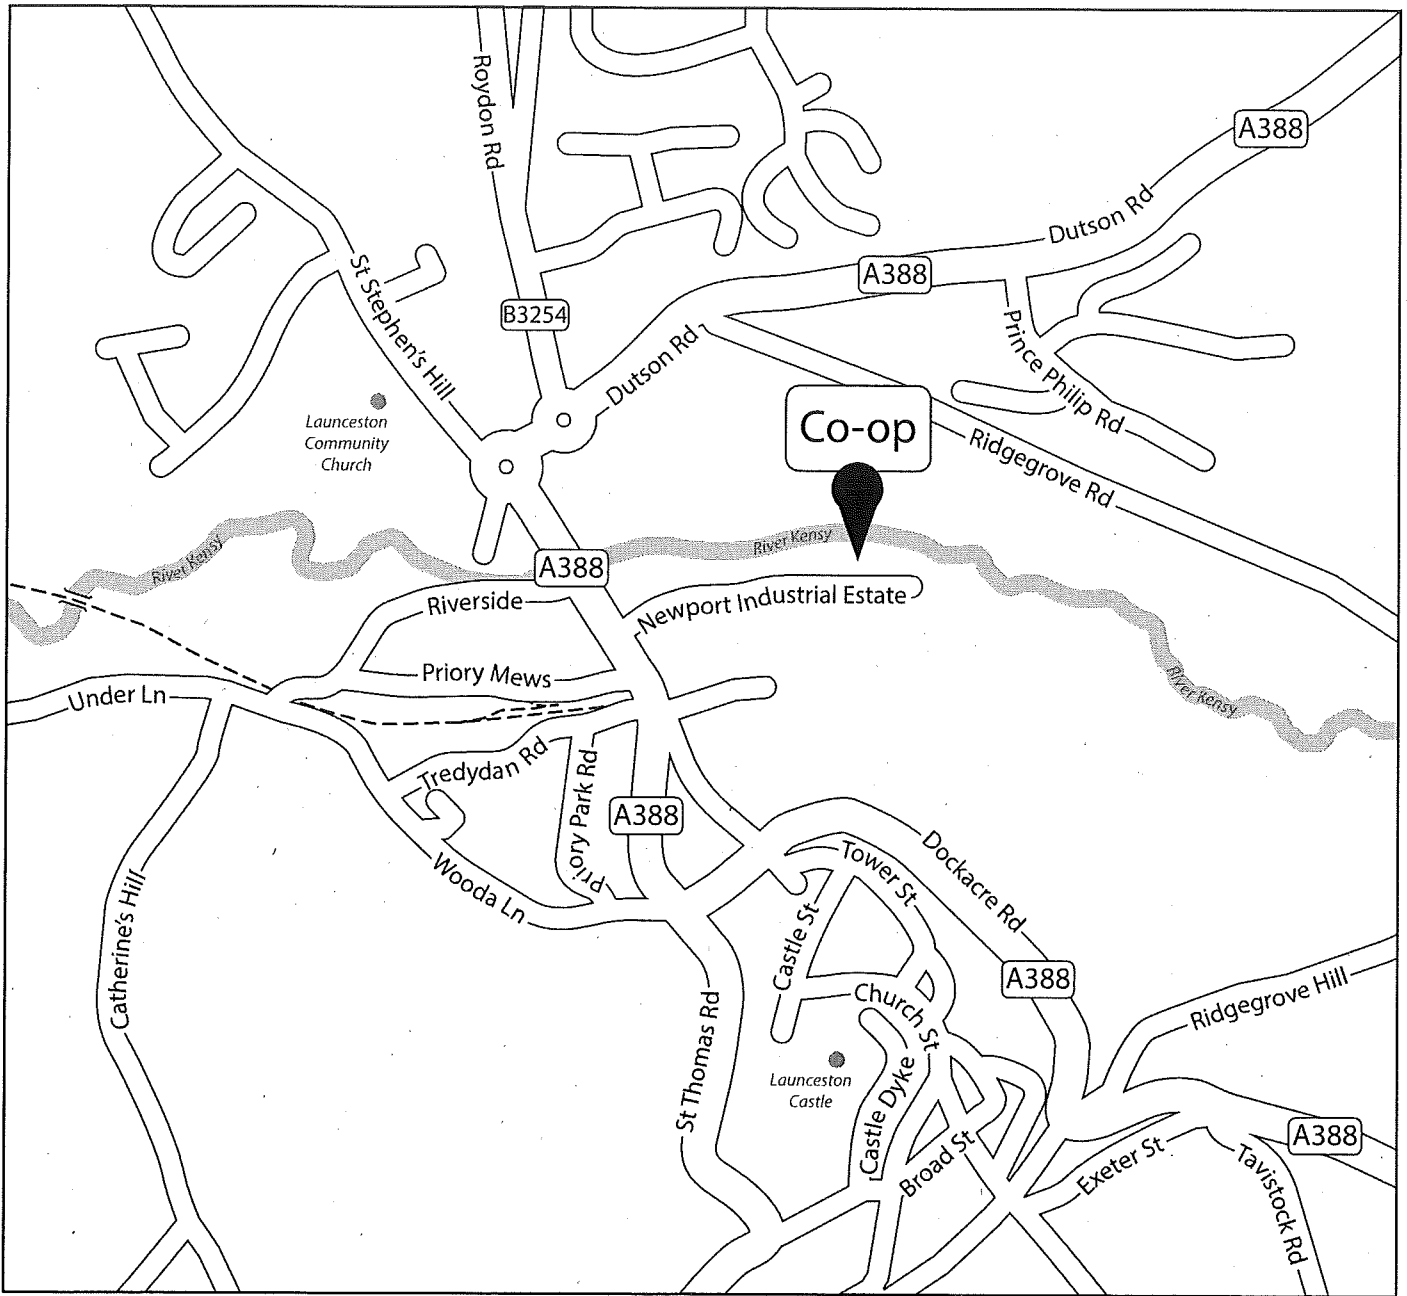 Roydon Rd
A388
Dutson Rd
St Stephen's Hill
A388
B3254
Dutson Rd
Prince Philip Rd
Launceston
Community
Church
Co-op
Ridgegrove Rd
River Kensy
River Kensy
A388
Riverside
Newport Industrial Estate
Priory Mews
Under Ln
River Kensy
Tredydan Rd
Priory Park Rd
A388
Wooda Ln
Tower St
Dockacre Rd
Catherine's Hill
Castle St
A388
Church St
Ridgegrove Hill
St Thomas Rd
Launceston
Castle
Castle Dyke
Broad St
Exeter St
A388
Tavistock Rd